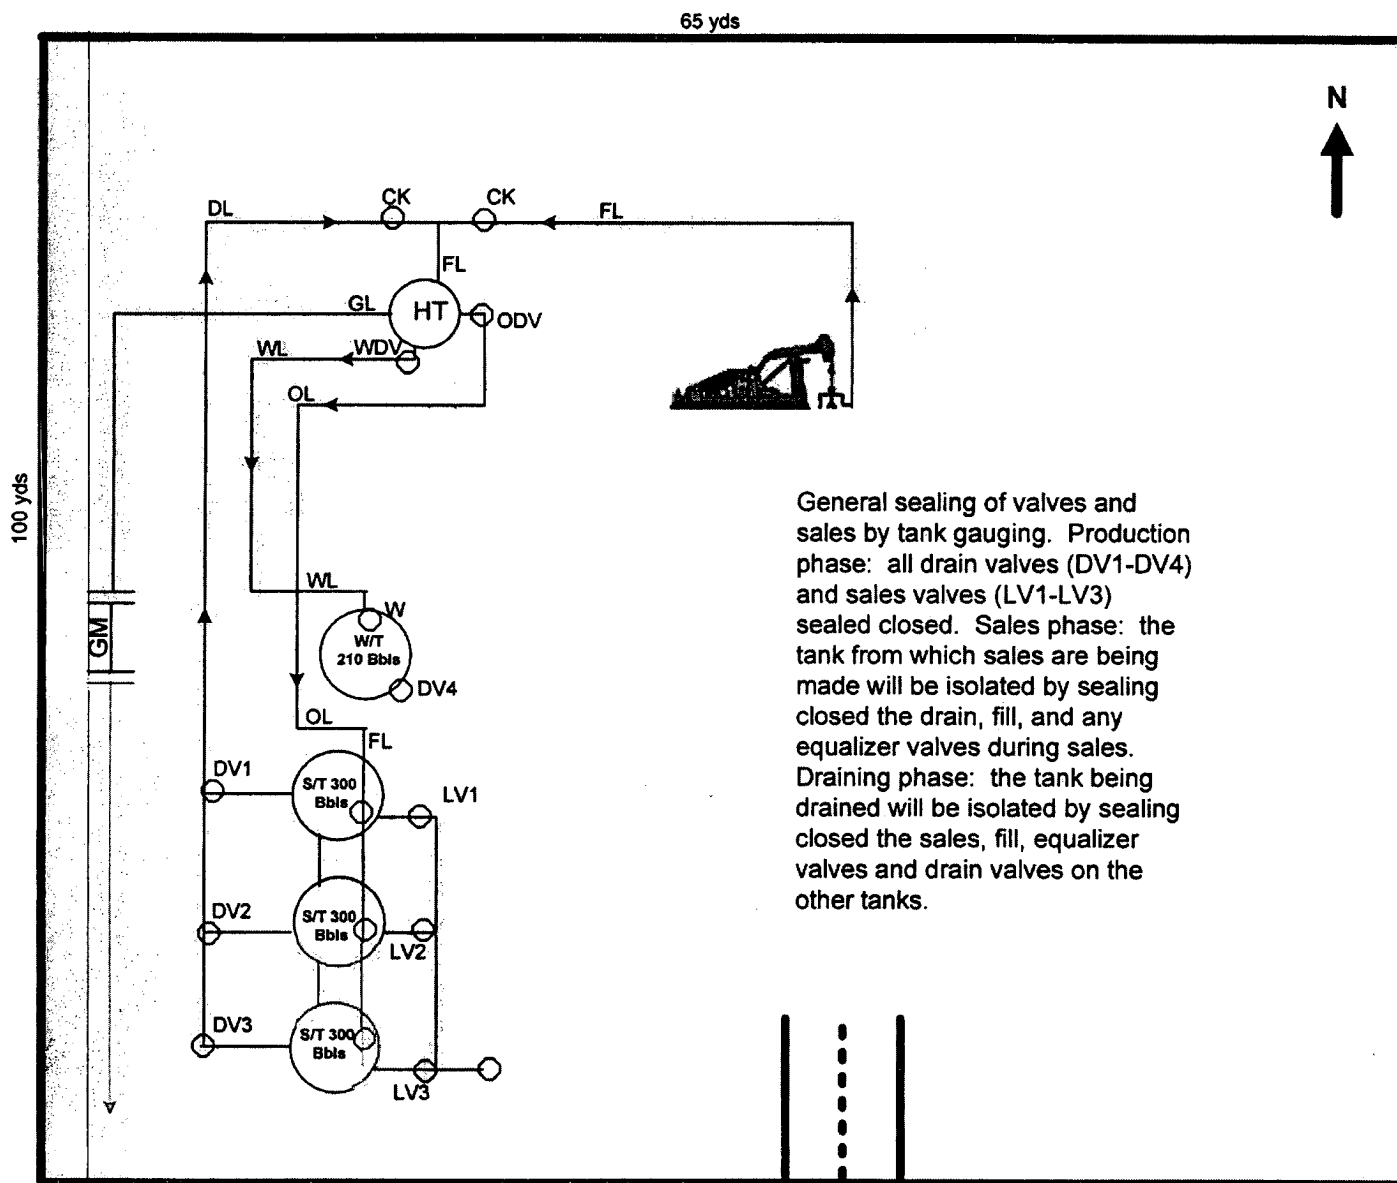 65 yds
N
CK
CK
DL
FL
FL
GL
HT
ODV
WL
WDV
OL
100 yds
General sealing of valves and
sales by tank gauging. Production
phase: all drain valves (DV1-DV4)
and sales valves (LV1-LV3)
sealed closed. Sales phase: the
tank from which sales are being
made will be isolated by sealing
closed the drain, fill, and any
equalizer valves during sales.
Draining phase: the tank being
drained will be isolated by sealing
closed the sales, fill, equalizer
valves and drain valves on the
other tanks.
WL
W
GM
W/T
210 Bbls
DV4
OL
FL
DV1
S/T 300
Bbls
LV1
DV2
S/T 300
Bbls
LV2
DV3
S/T 300
Bbls
LV3